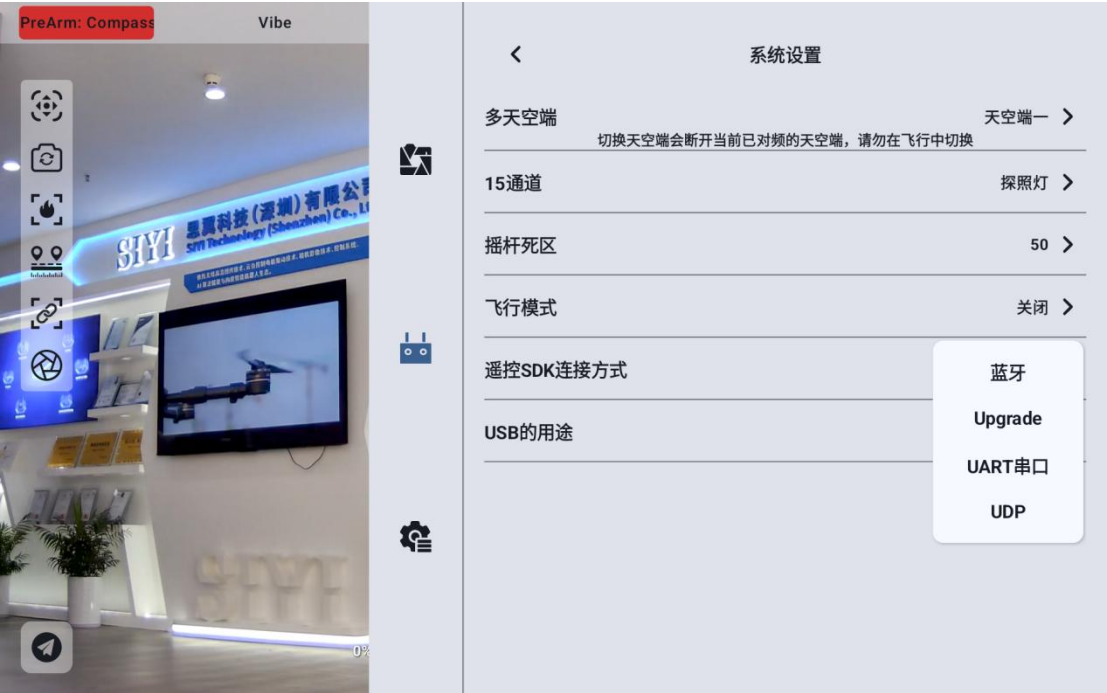 PreArm: Compass
Vibe
SIYI
思翼科技(深圳)有限公司
SIYI Technology (Shenzhen) Co., L
SIYI
0%
系统设置
多天空端
天空端一
切换天空端会断开当前已对频的天空端，请勿在飞行中切换
15通道
探照灯
摇杆死区
50
飞行模式
关闭
遥控SDK连接方式
蓝牙
Upgrade
USB的用途
UART串口
UDP